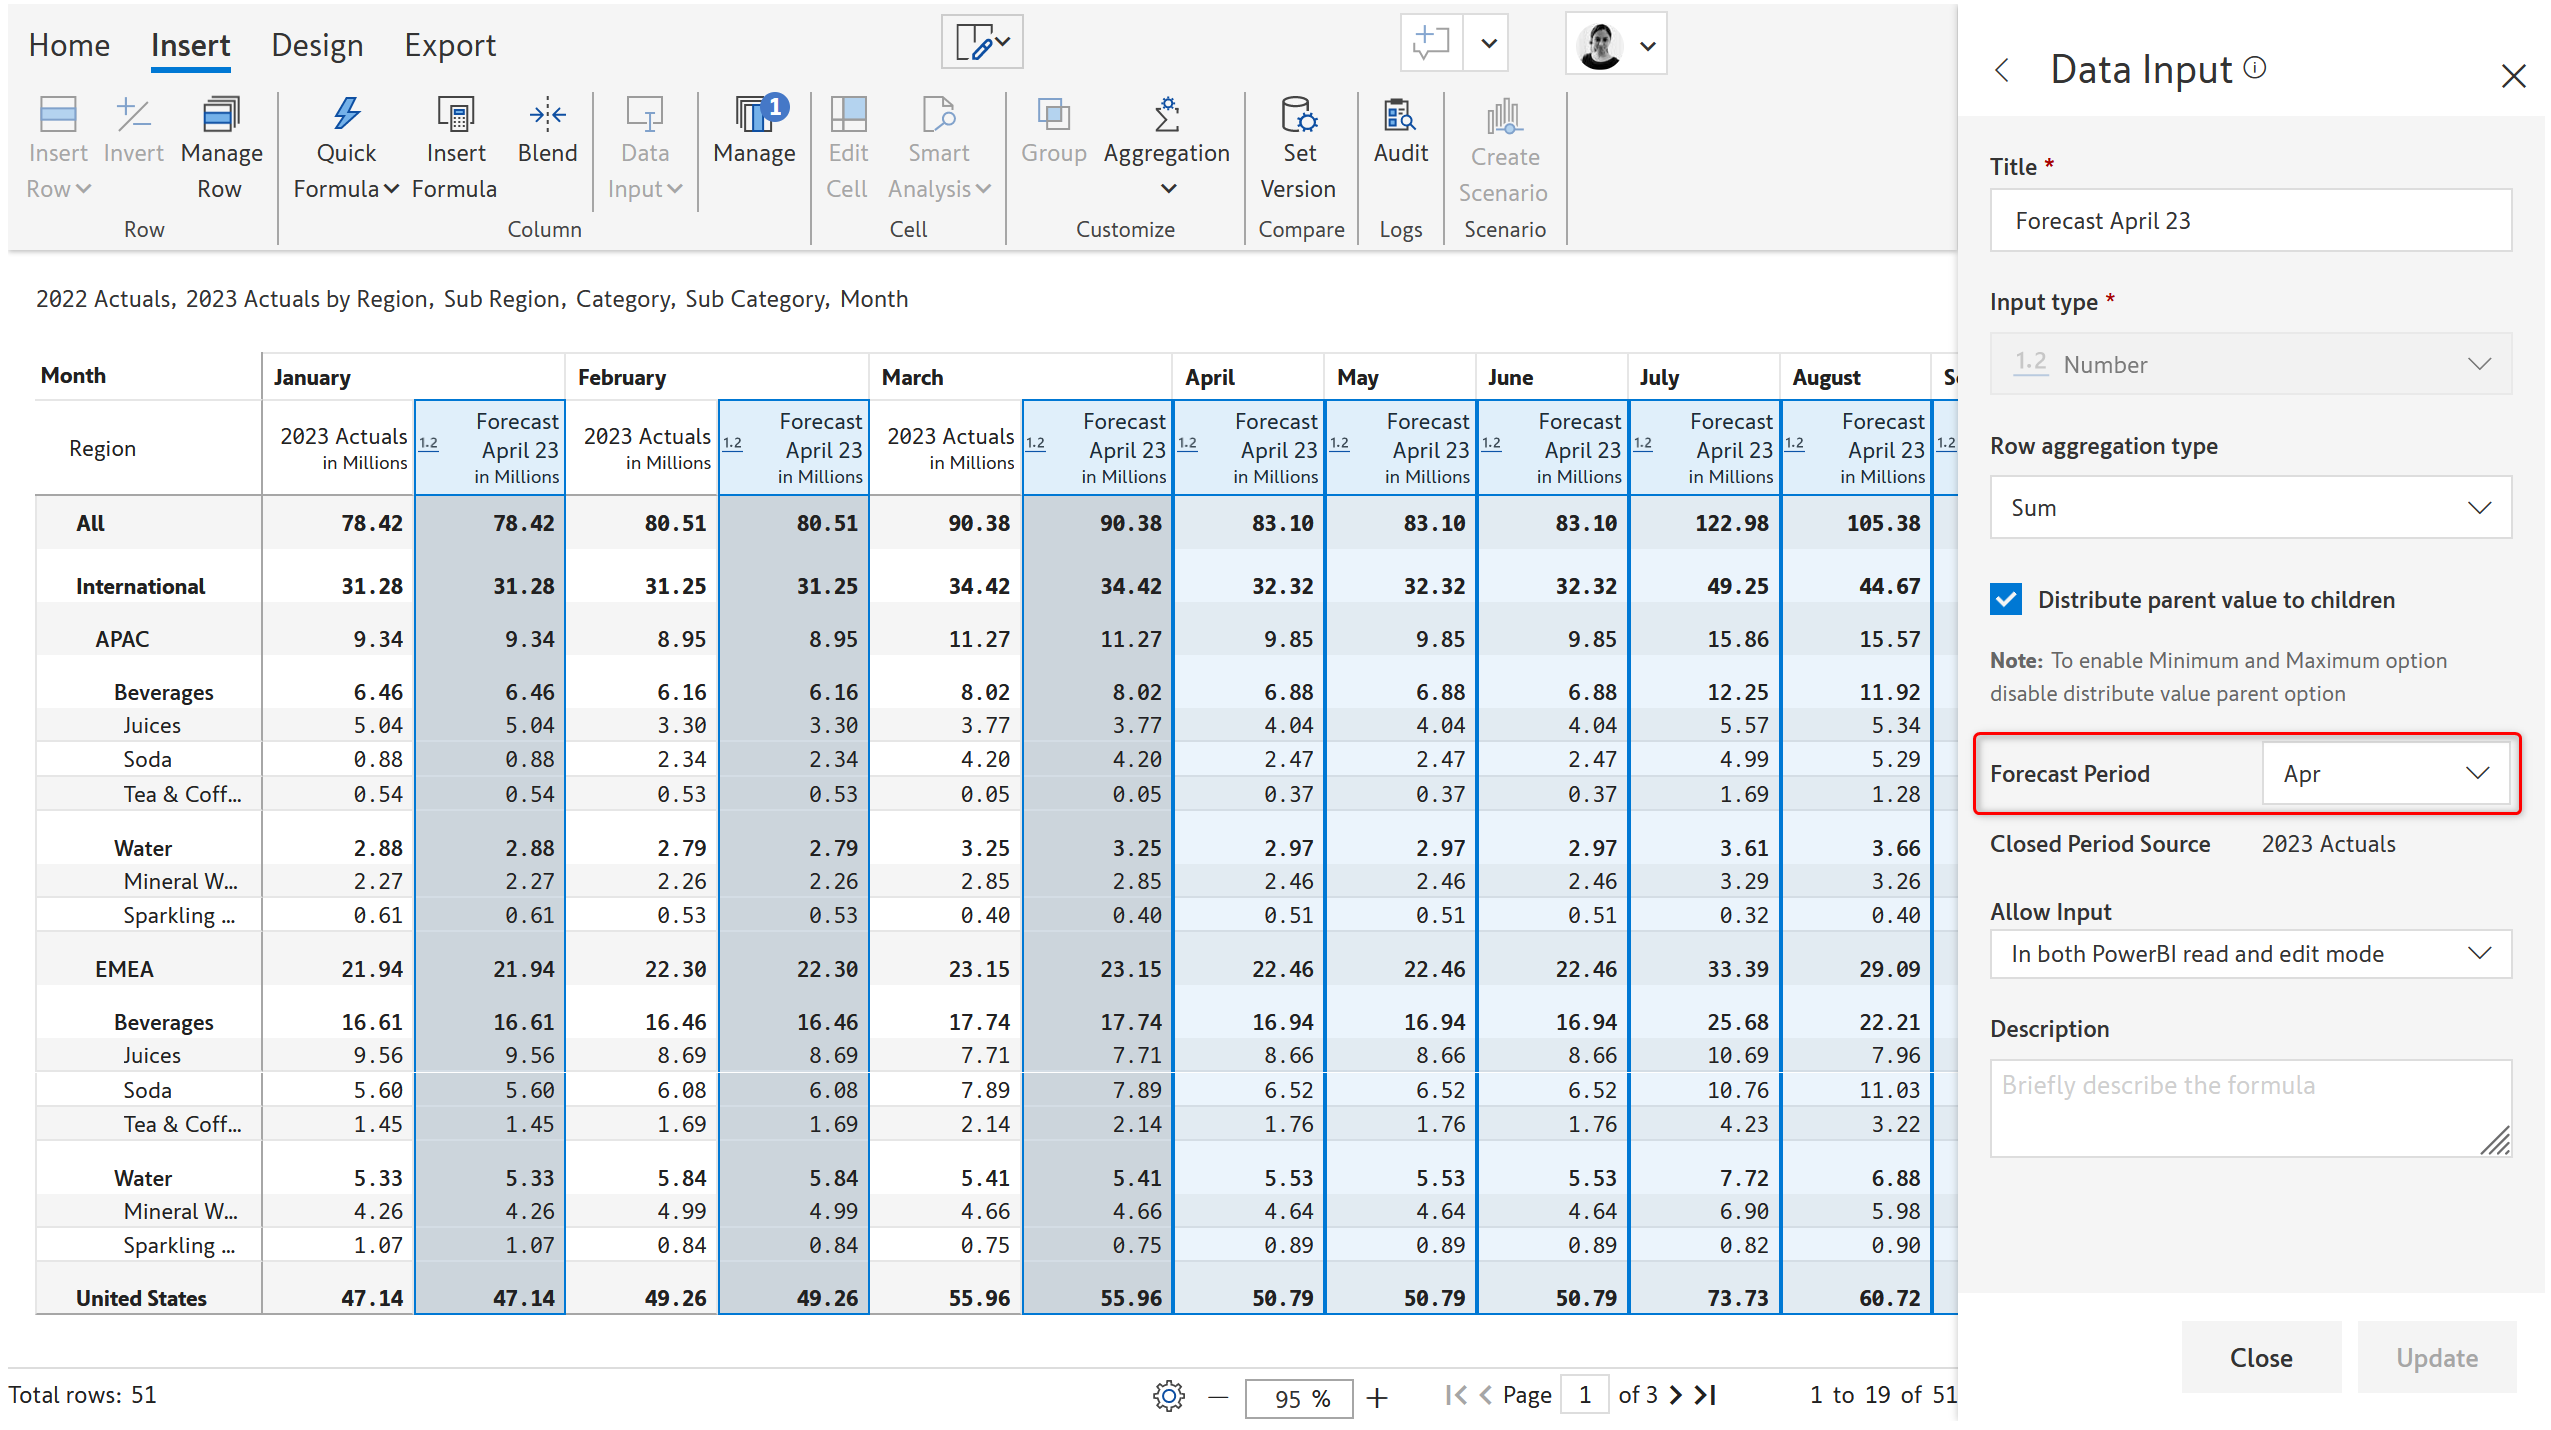 Home Insert Design Export
Insert Row Invert Manage Row Quick Formula Insert Formula Blend Data Input Manage 1 Edit Cell Smart Analysis Group Aggregation Set Version Audit Create Scenario
Row Column Cell Customize Compare Logs Scenario
2022 Actuals, 2023 Actuals by Region, Sub Region, Category, Sub Category, Month
Month January February March April May June July August
Region 2023 Actuals in Millions 1.2 Forecast April 23 in Millions 2023 Actuals in Millions 1.2 Forecast April 23 in Millions 2023 Actuals in Millions 1.2 Forecast April 23 in Millions 1.2 Forecast April 23 in Millions 1.2 Forecast April 23 in Millions 1.2 Forecast April 23 in Millions 1.2 Forecast April 23 in Millions 1.2 Forecast April 23 in Millions 1.2
All 78.42 78.42 80.51 80.51 90.38 90.38 83.10 83.10 83.10 122.98 105.38
International 31.28 31.28 31.25 31.25 34.42 34.42 32.32 32.32 32.32 49.25 44.67
APAC 9.34 9.34 8.95 8.95 11.27 11.27 9.85 9.85 9.85 15.86 15.57
Beverages 6.46 6.46 6.16 6.16 8.02 8.02 6.88 6.88 6.88 12.25 11.92
Juices 5.04 5.04 3.30 3.30 3.77 3.77 4.04 4.04 4.04 5.57 5.34
Soda 0.88 0.88 2.34 2.34 4.20 4.20 2.47 2.47 2.47 4.99 5.29
Tea & Coff... 0.54 0.54 0.53 0.53 0.05 0.05 0.37 0.37 0.37 1.69 1.28
Water 2.88 2.88 2.79 2.79 3.25 3.25 2.97 2.97 2.97 3.61 3.66
Mineral W... 2.27 2.27 2.26 2.26 2.85 2.85 2.46 2.46 2.46 3.29 3.26
Sparkling ... 0.61 0.61 0.53 0.53 0.40 0.40 0.51 0.51 0.51 0.32 0.40
EMEA 21.94 21.94 22.30 22.30 23.15 23.15 22.46 22.46 22.46 33.39 29.09
Beverages 16.61 16.61 16.46 16.46 17.74 17.74 16.94 16.94 16.94 25.68 22.21
Juices 9.56 9.56 8.69 8.69 7.71 7.71 8.66 8.66 8.66 10.69 7.96
Soda 5.60 5.60 6.08 6.08 7.89 7.89 6.52 6.52 6.52 10.76 11.03
Tea & Coff... 1.45 1.45 1.69 1.69 2.14 2.14 1.76 1.76 1.76 4.23 3.22
Water 5.33 5.33 5.84 5.84 5.41 5.41 5.53 5.53 5.53 7.72 6.88
Mineral W... 4.26 4.26 4.99 4.99 4.66 4.66 4.64 4.64 4.64 6.90 5.98
Sparkling ... 1.07 1.07 0.84 0.84 0.75 0.75 0.89 0.89 0.89 0.82 0.90
United States 47.14 47.14 49.26 49.26 55.96 55.96 50.79 50.79 50.79 73.73 60.72
Total rows: 51 95 % Page 1 of 3 1 to 19 of 51
Data Input
Title *
Forecast April 23
Input type *
1.2 Number
Row aggregation type
Sum
Distribute parent value to children
Note: To enable Minimum and Maximum option
disable distribute value parent option
Forecast Period Apr
Closed Period Source 2023 Actuals
Allow Input
In both PowerBI read and edit mode
Description
Briefly describe the formula
Close Update